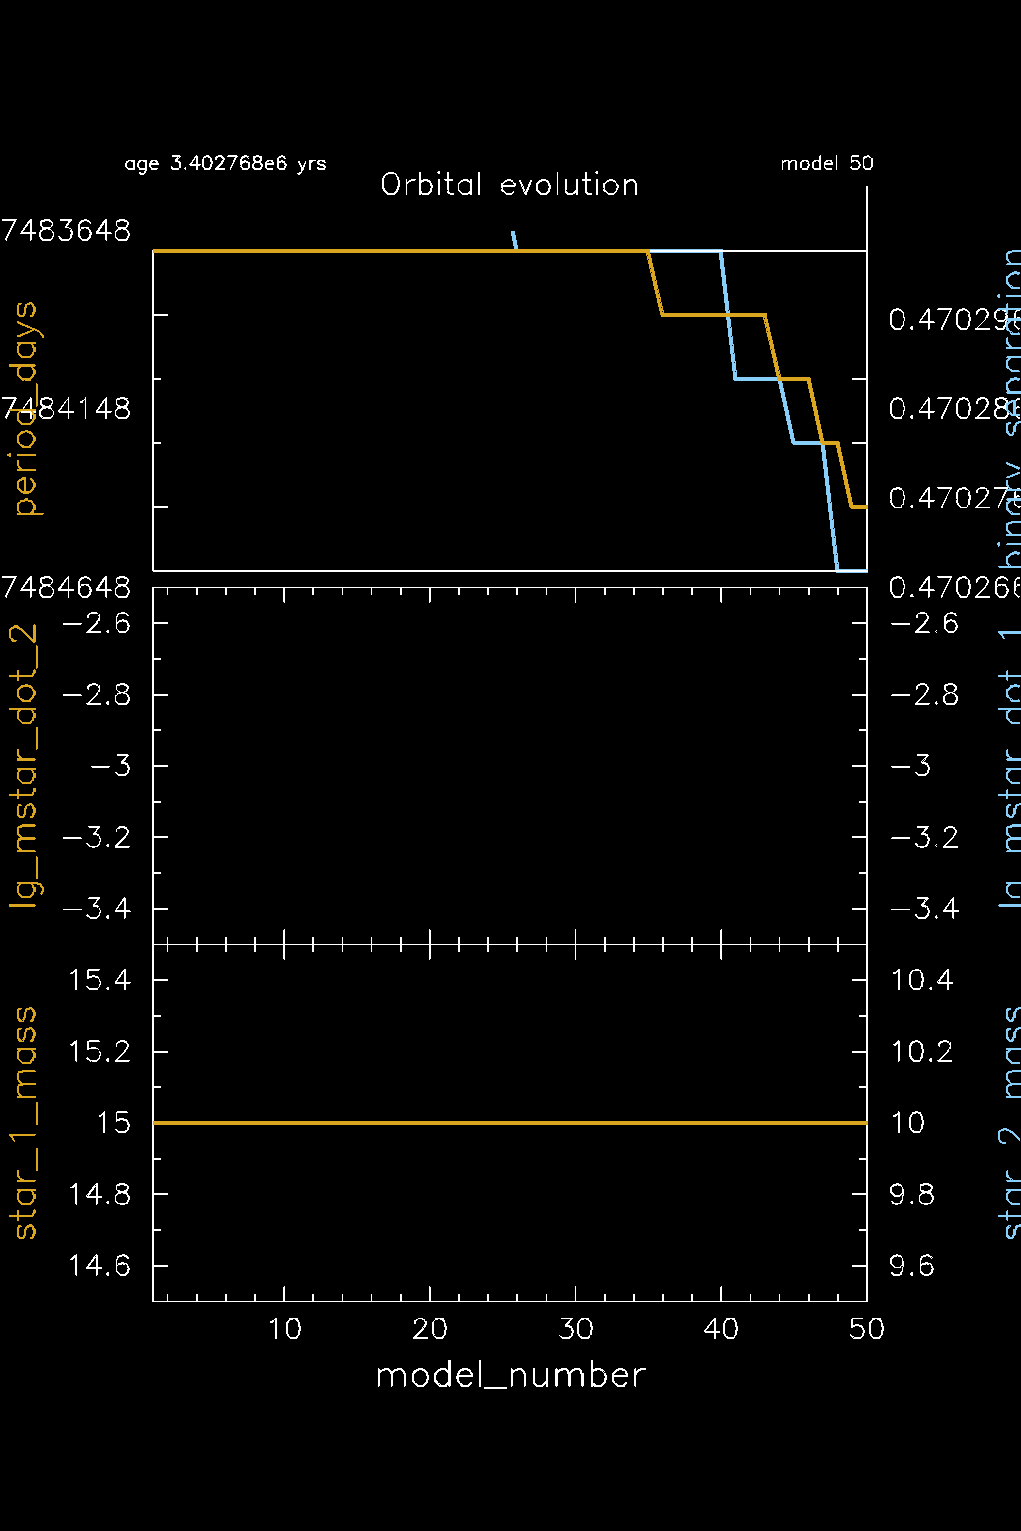 age 3.402768e6 yrs
model 50
Orbital evolution
7483648
7484148
7484648
period_days
0.47029
0.47028
0.47027
0.470266
binary_separation
-2.6
-2.8
-3
-3.2
-3.4
lg_mstar_dot_2
-2.6
-2.8
-3
-3.2
-3.4
lg_mstar_dot_1
15.4
15.2
15
14.8
14.6
star_1_mass
10.4
10.2
10
9.8
9.6
star_2_mass
10 20 30 40 50
model_number